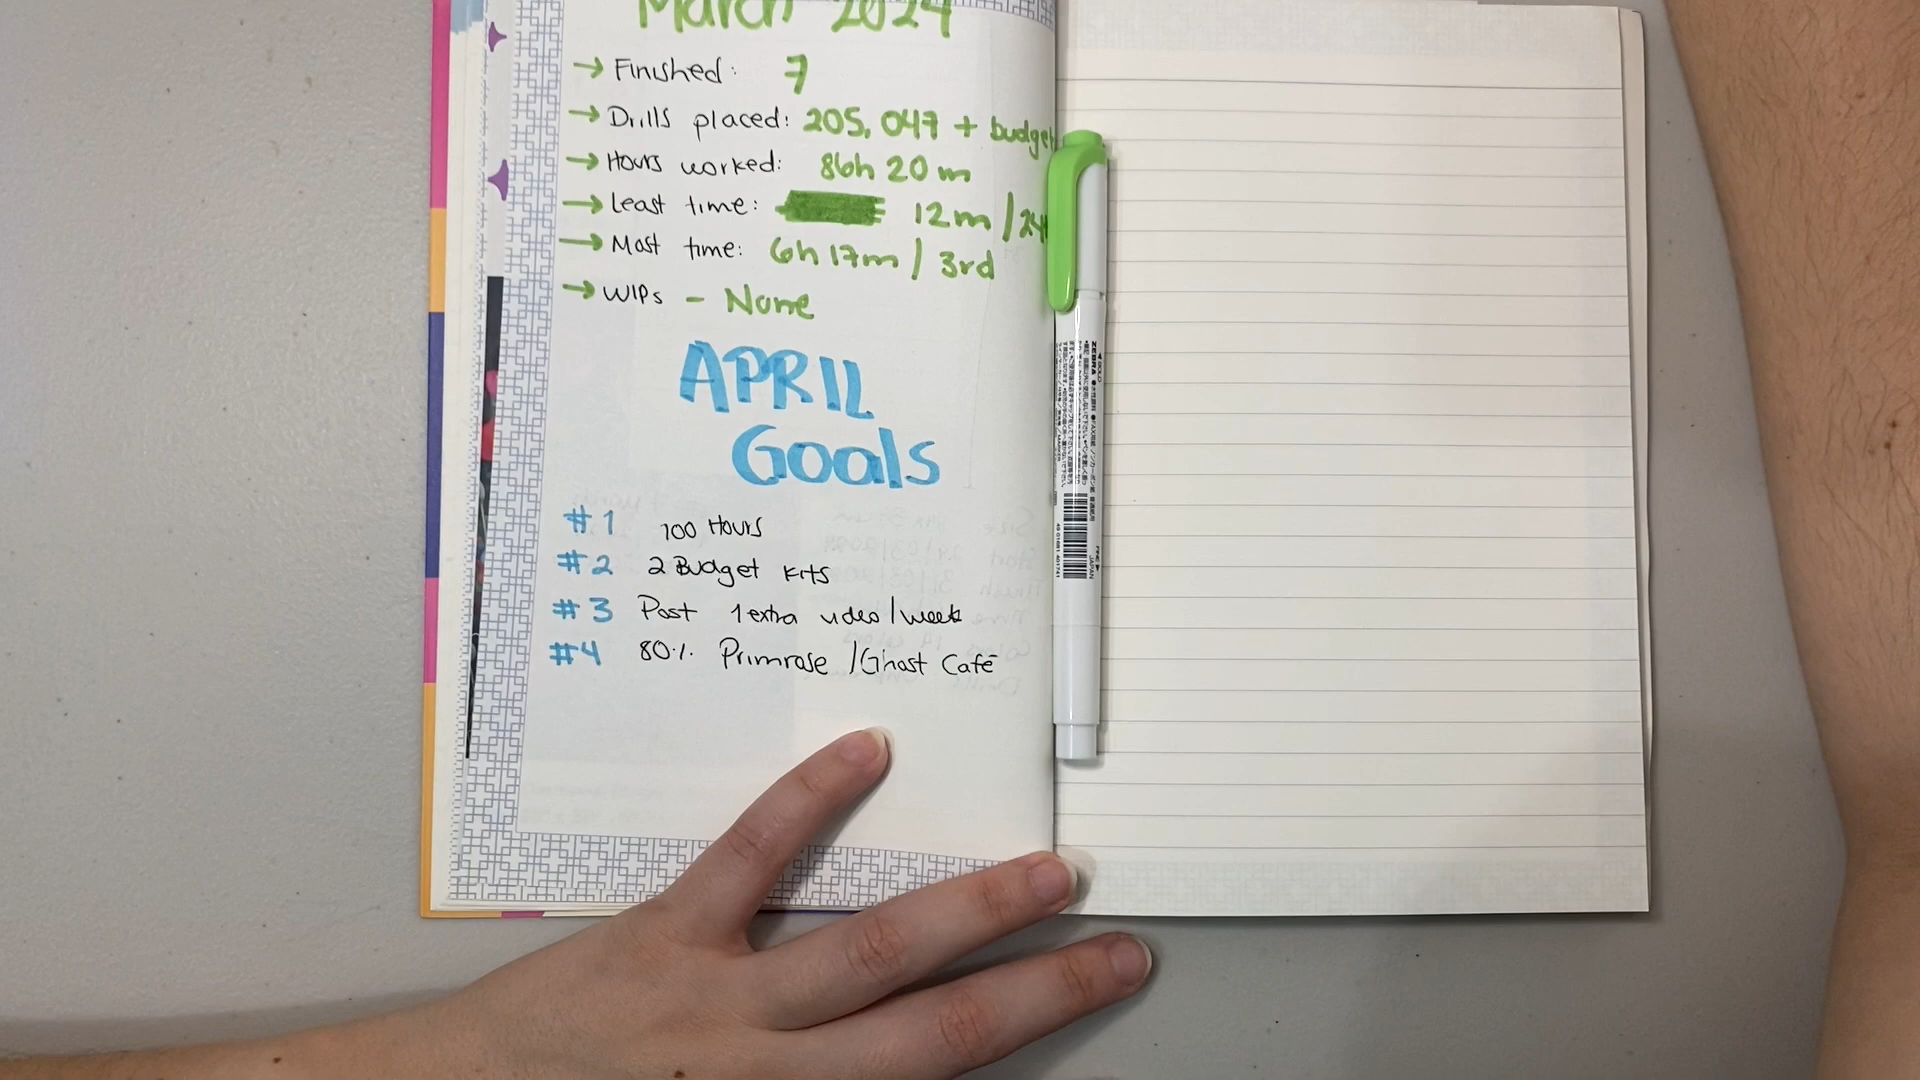 March 2024
→ Finished: 7
→ Drills placed: 205,047 + budget
→ Hours worked: 86h 20m
→ Least time: 12m /
→ Most time: 6h 17m / 3rd
→ WIPs - None
APRIL
Goals
#1 100 Hours
#2 2 Budget kits
#3 Post 1 extra video/week
#4 80% Primrose /Ghost Café
ZEBRA
JAPAN